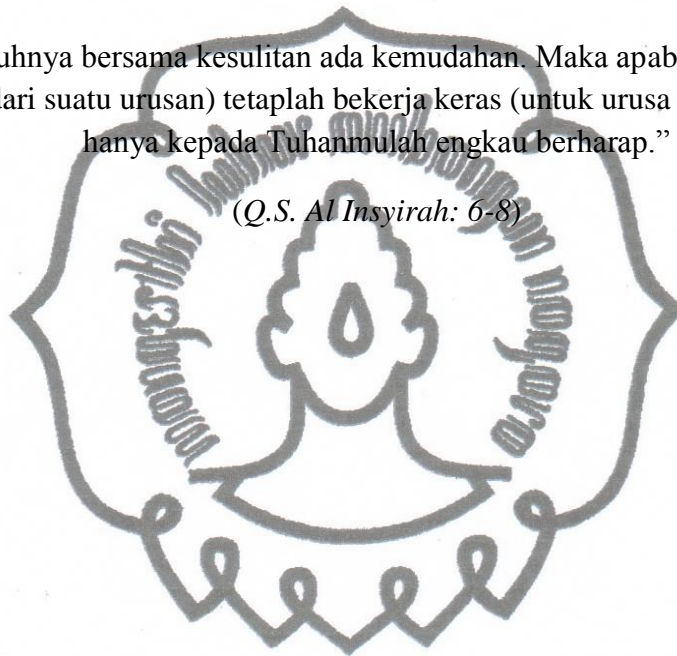 uhnya bersama kesulitan ada kemudahan. Maka apab
dari suatu urusan) tetaplah bekerja keras (untuk urusa
hanya kepada Tuhanmulah engkau berharap.”
(Q.S. Al Insyirah: 6-8)